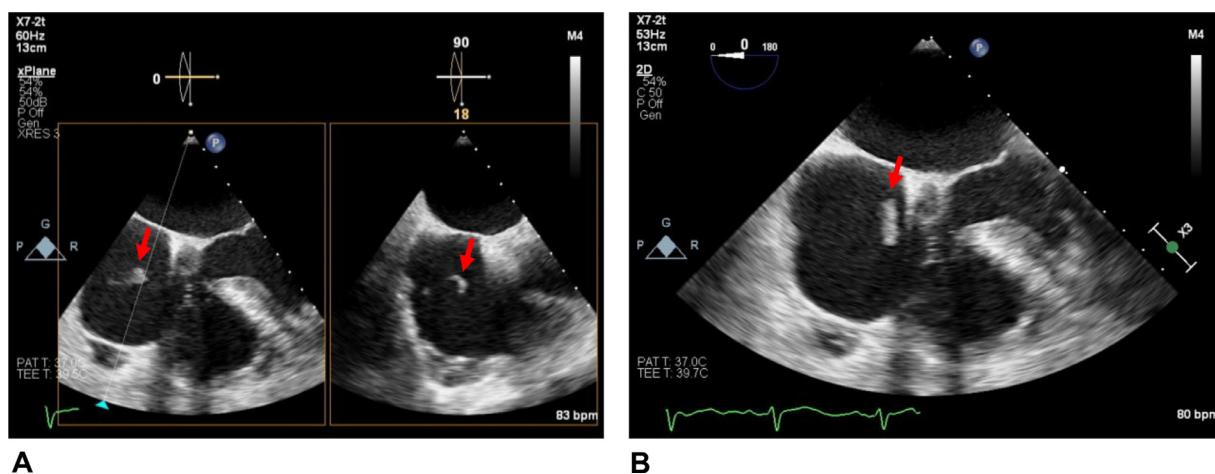 X7-2t
60Hz
13cm
xPlane
54%
54%
50dB
P Off
Gen
XRES 3
0
90
18
M4
P
G
P R
PAT T: 37.0C
TEE T: 39.5C
83 bpm
A
X7-2t
53Hz
13cm
2D
54%
C 50
P Off
Gen
0 0 180
P
M4
G
P R
X3
PAT T: 37.0C
TEE T: 39.7C
80 bpm
B